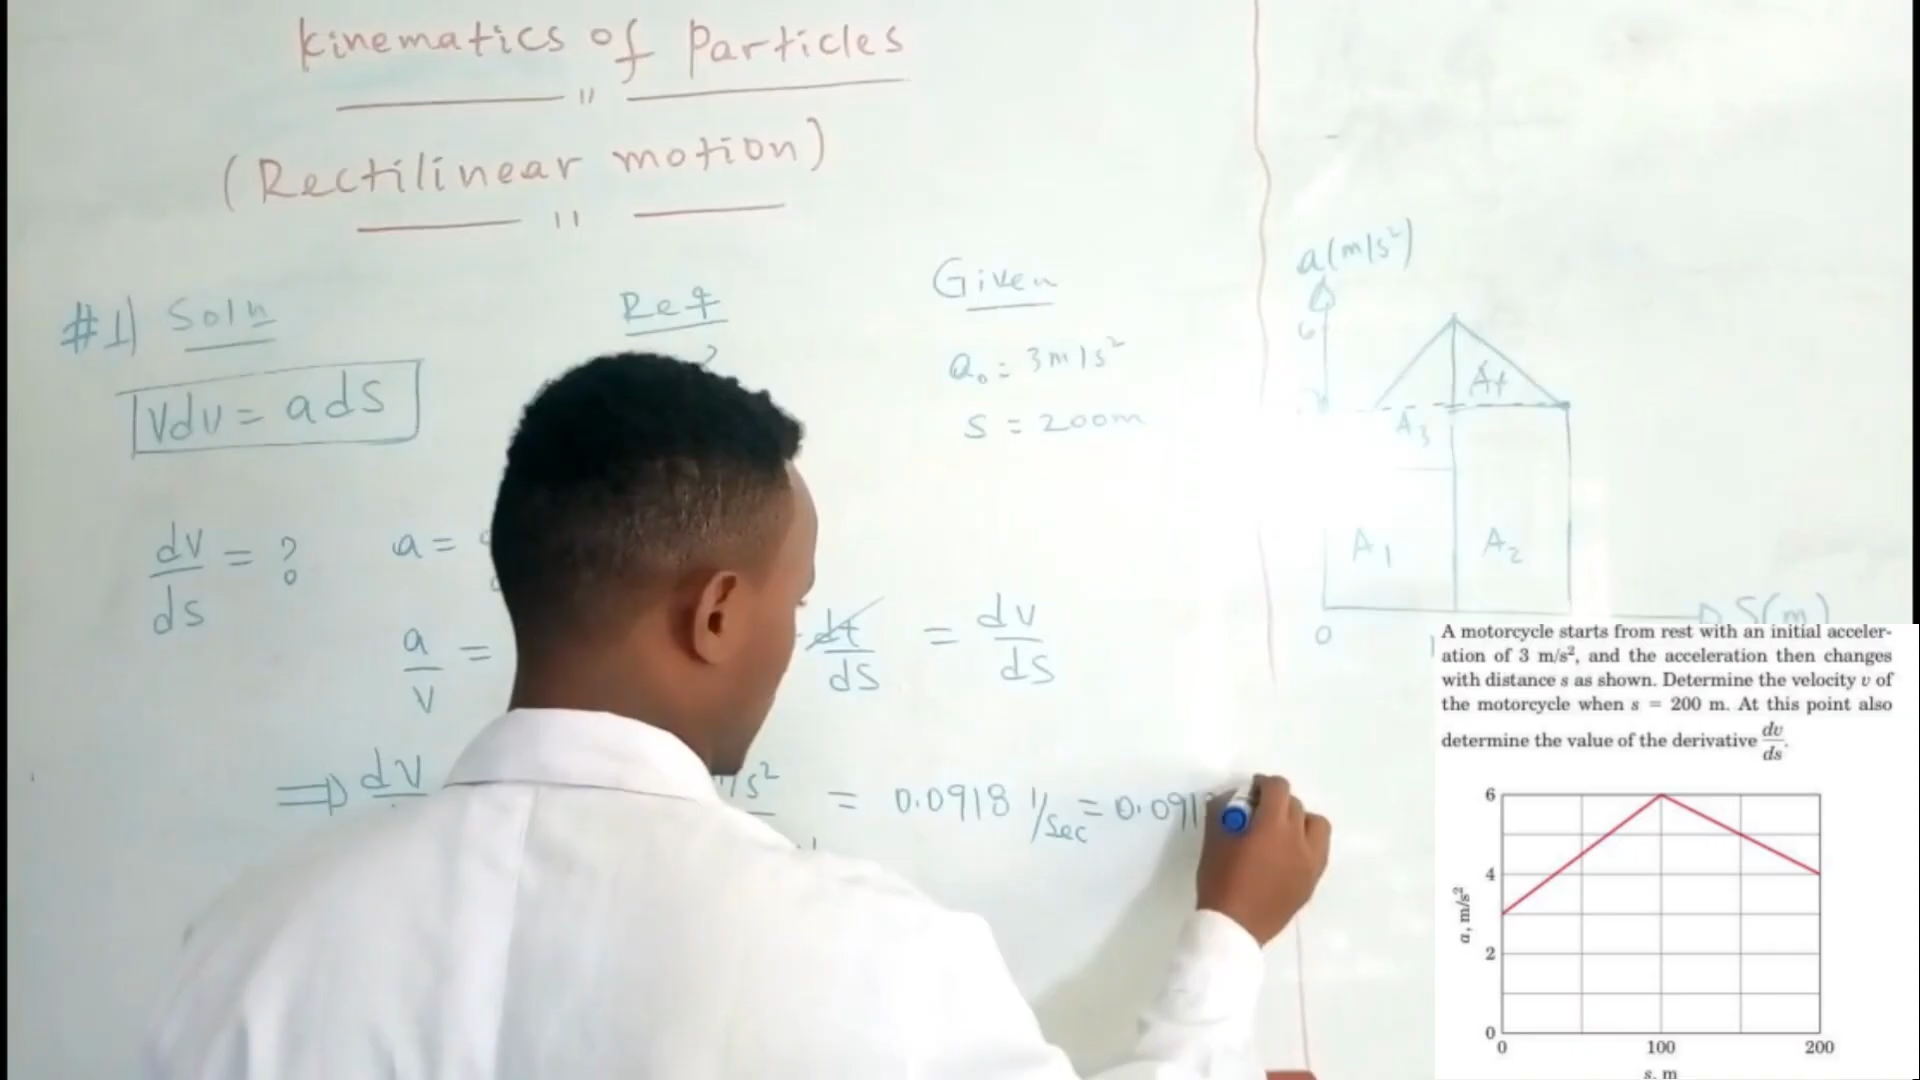 kinematics of Particles
(Rectilinear motion)
#1) Soln
Req
?
Given
vdv = ads
a₀ = 3m/s²
S = 200m
dv/ds = ?
a =
a/v =
dt/ds = dv/ds
⇒ dv
/s² = 0.0918 1/sec = 0.091
a(m/s²)
6
A₁
A₂
A₃
A₄
0
S(m)
A motorcycle starts from rest with an initial acceler-
ation of 3 m/s², and the acceleration then changes
with distance s as shown. Determine the velocity v of
the motorcycle when s = 200 m. At this point also
determine the value of the derivative dv/ds.
6
4
a, m/s²
2
0
0 100 200
s, m